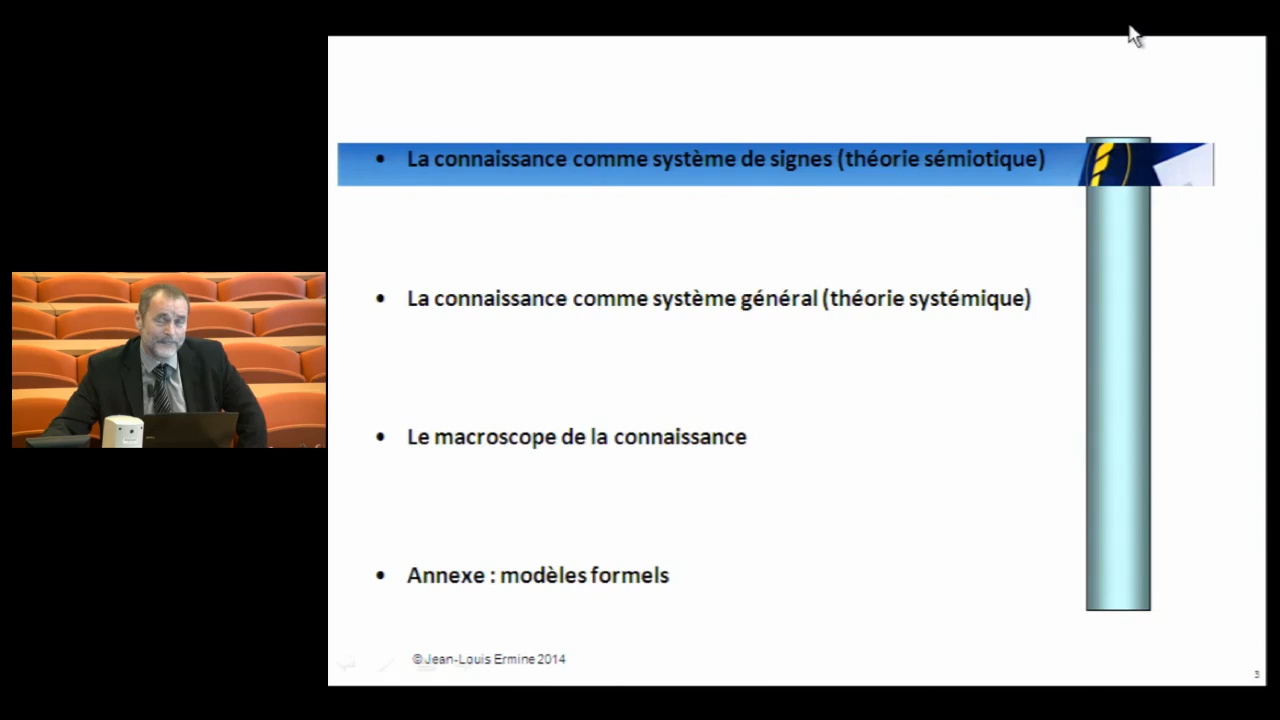 • La connaissance comme système de signes (théorie sémiotique)
• La connaissance comme système général (théorie systémique)
• Le macroscope de la connaissance
• Annexe : modèles formels
©Jean-Louis Ermine 2014
3